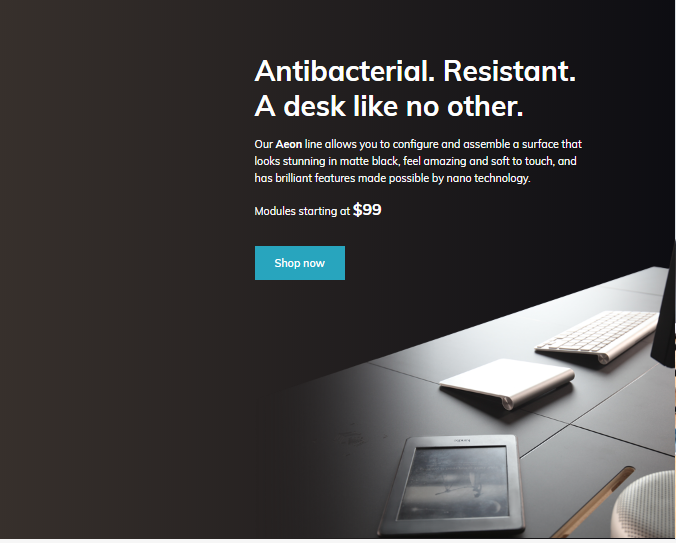 Antibacterial. Resistant.
A desk like no other.
Our Aeon line allows you to configure and assemble a surface that
looks stunning in matte black, feel amazing and soft to touch, and
has brilliant features made possible by nano technology.
Modules starting at $99
Shop now